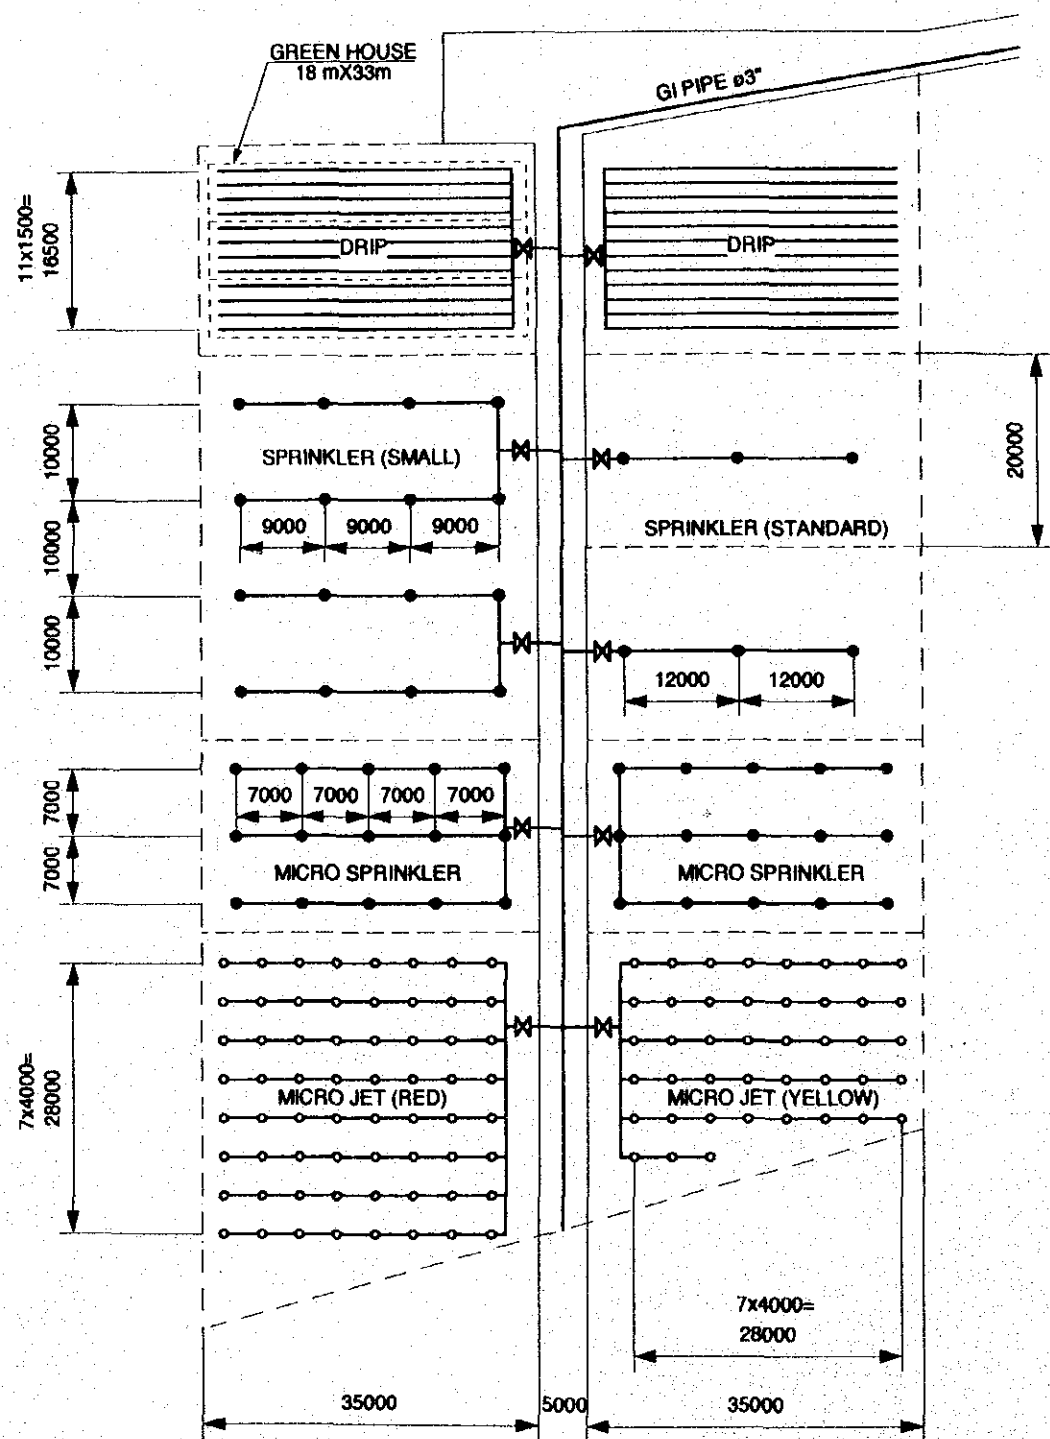 GREEN HOUSE
18 mX33m
GI PIPE ø3"
11x1500=
16500
DRIP
DRIP
10000
SPRINKLER (SMALL)
20000
9000 9000 9000
SPRINKLER (STANDARD)
10000
10000
12000 12000
7000
7000 7000 7000 7000
7000
MICRO SPRINKLER
MICRO SPRINKLER
7x4000=
28000
MICRO JET (RED)
MICRO JET (YELLOW)
7x4000=
28000
35000
5000
35000